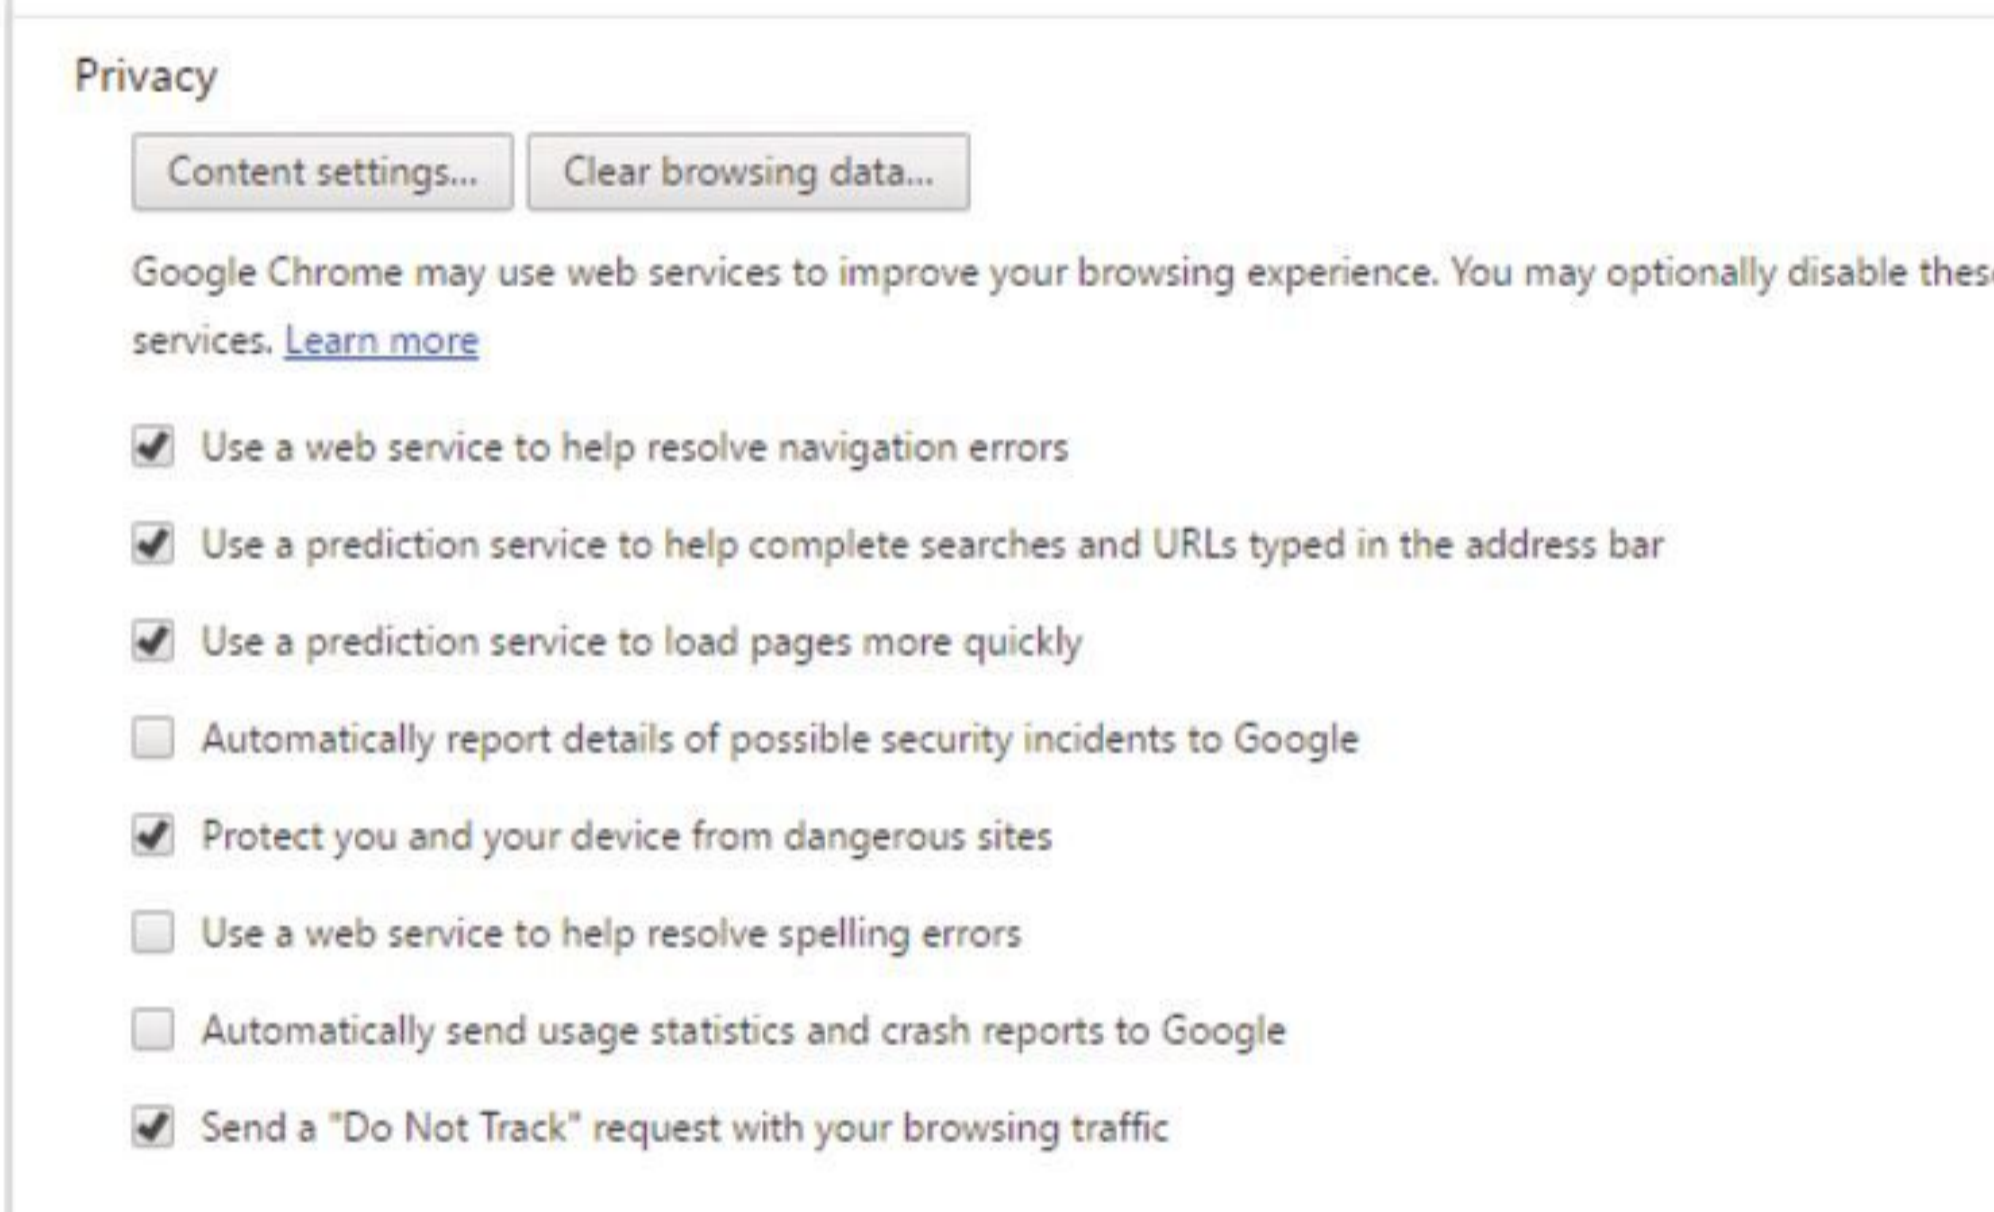 Privacy
Content settings... Clear browsing data...
Google Chrome may use web services to improve your browsing experience. You may optionally disable thes
services. Learn more
Use a web service to help resolve navigation errors
Use a prediction service to help complete searches and URLs typed in the address bar
Use a prediction service to load pages more quickly
Automatically report details of possible security incidents to Google
Protect you and your device from dangerous sites
Use a web service to help resolve spelling errors
Automatically send usage statistics and crash reports to Google
Send a "Do Not Track" request with your browsing traffic